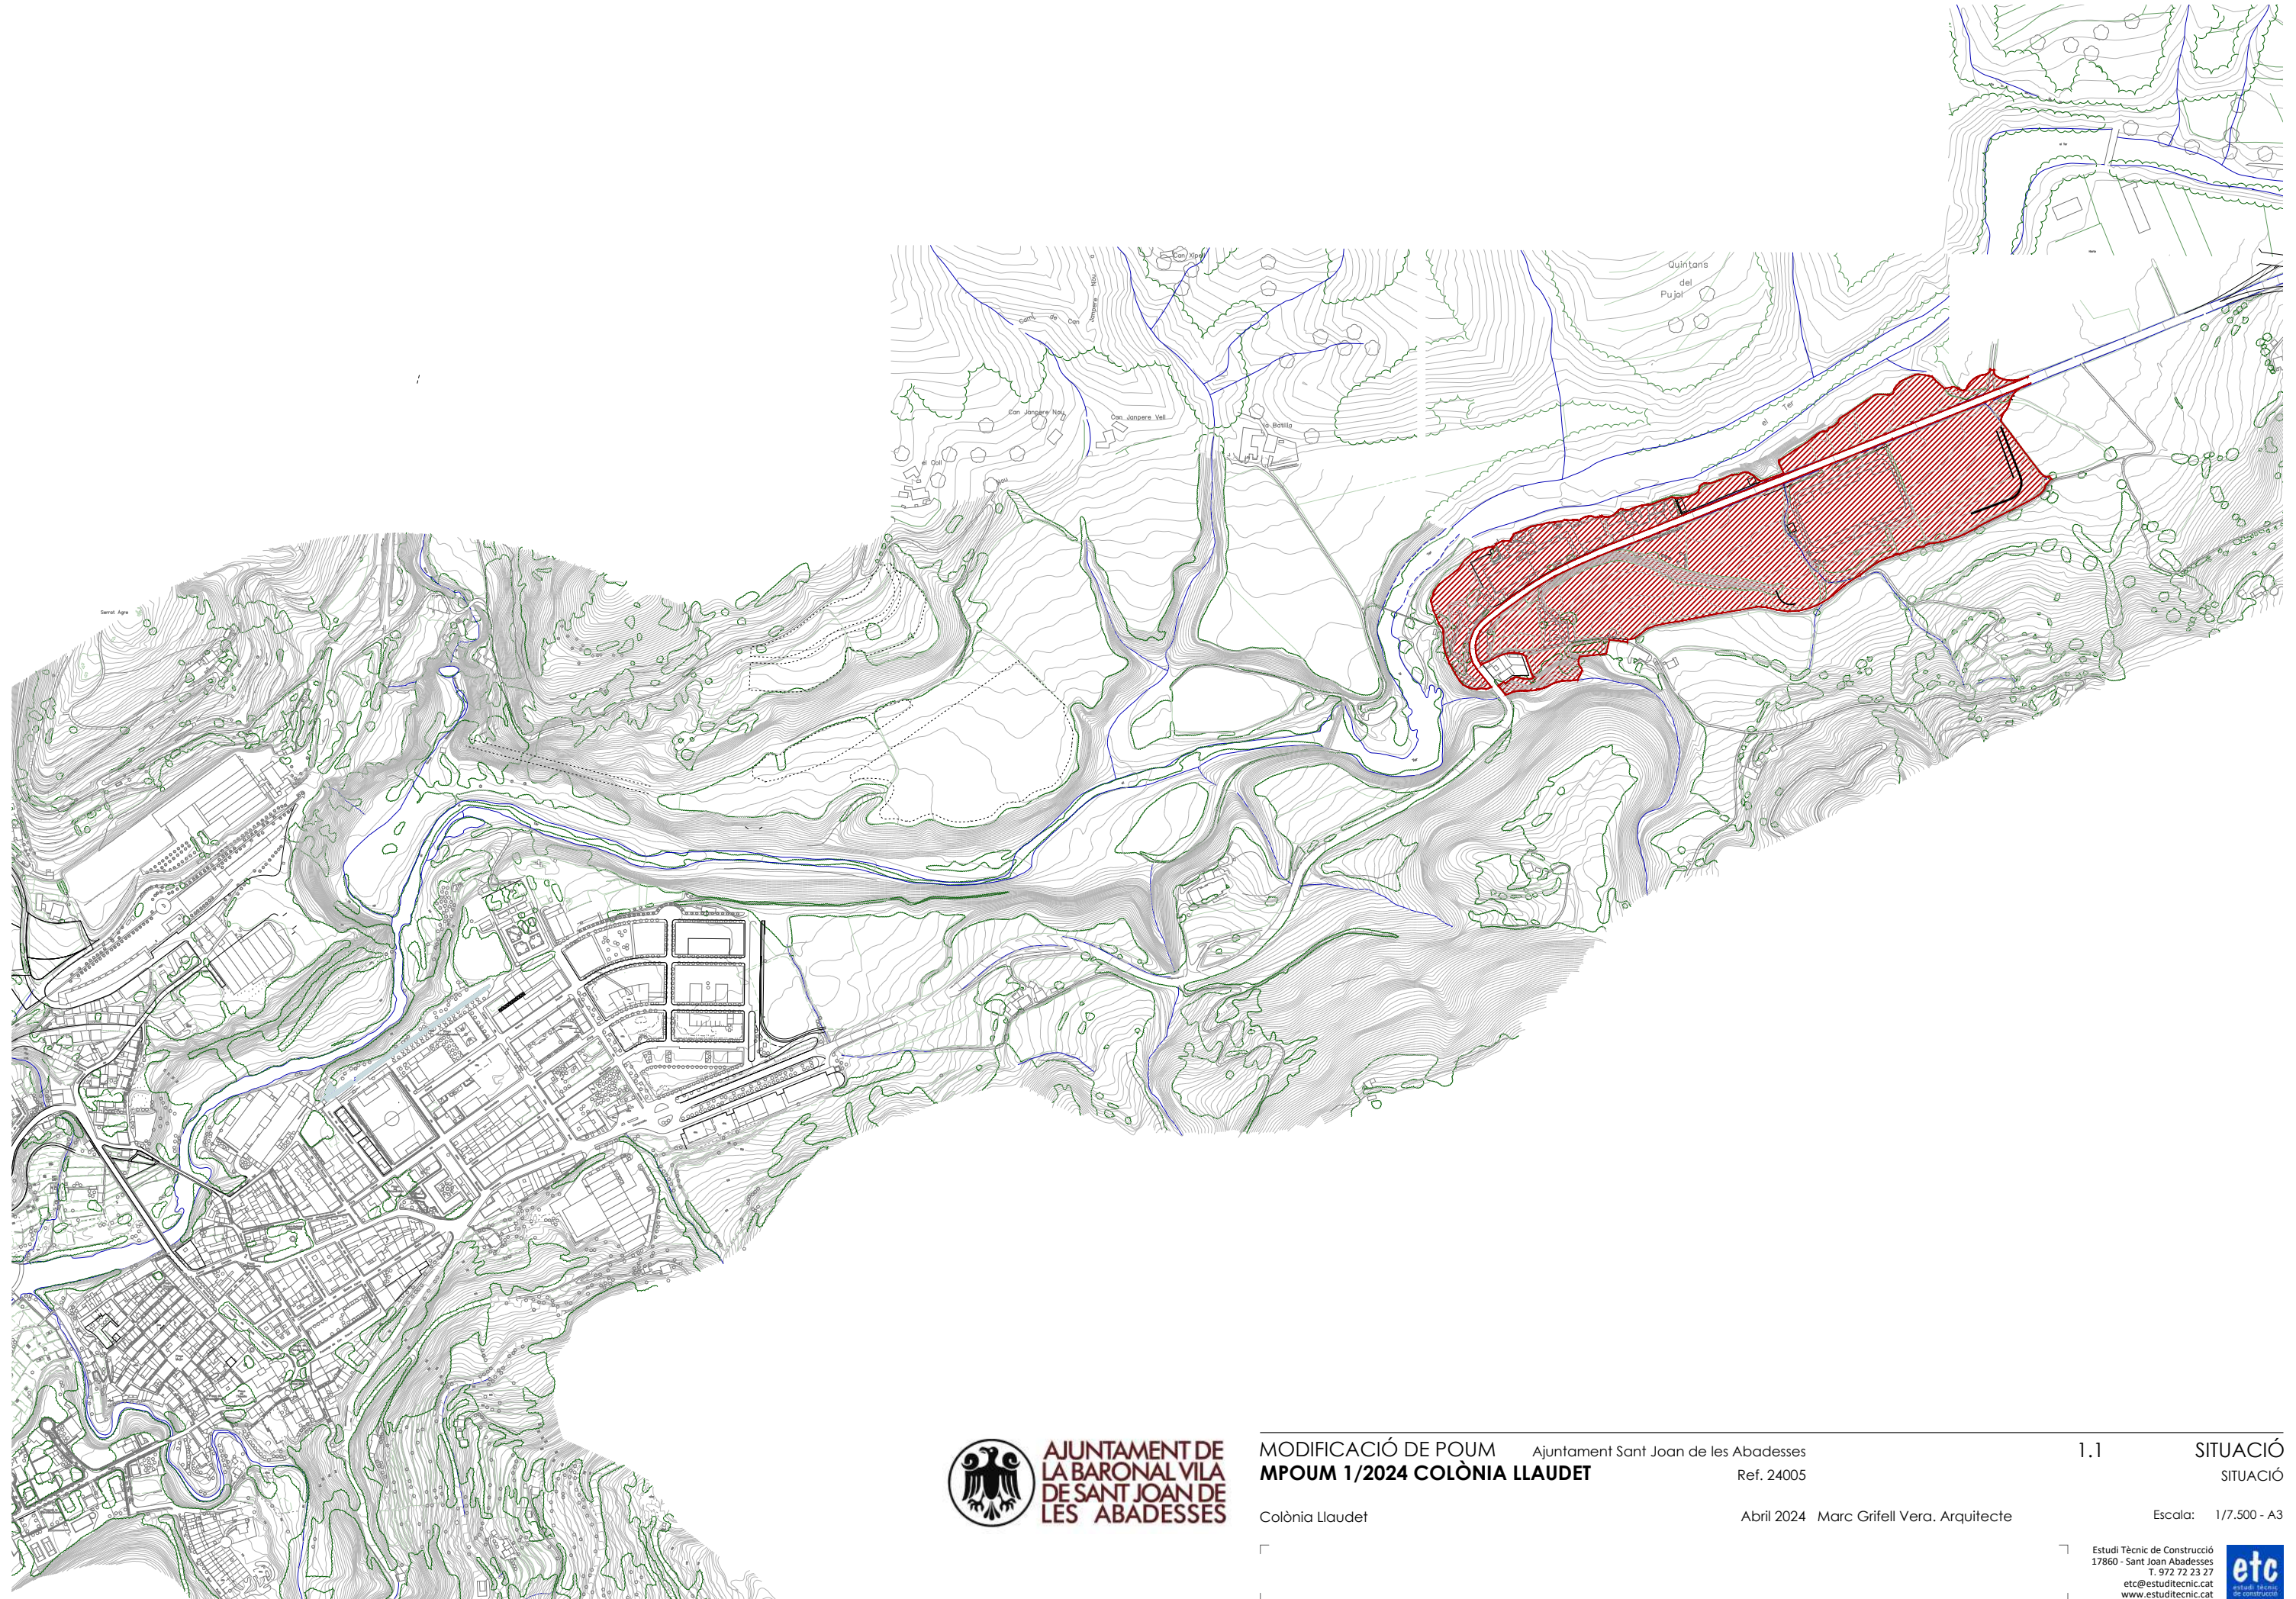 Quintans
del
Pujol
Can Xipell
Camí de Can Janpere Nou
el Ter
Can Janpere Nou
Can Janpere Vell
la Batlla
el Coll
Nou
Serrat Agre
AJUNTAMENT DE
LA BARONAL VILA
DE SANT JOAN DE
LES ABADESSES
MODIFICACIÓ DE POUM Ajuntament Sant Joan de les Abadesses
MPOUM 1/2024 COLÒNIA LLAUDET Ref. 24005
Colònia Llaudet Abril 2024 Marc Grifell Vera. Arquitecte
1.1 SITUACIÓ
SITUACIÓ
Escala: 1/7.500 - A3
Estudi Tècnic de Construcció
17860 - Sant Joan Abadesses
T. 972 72 23 27
etc@estuditecnic.cat
www.estuditecnic.cat
etc
estudi tècnic
de construcció